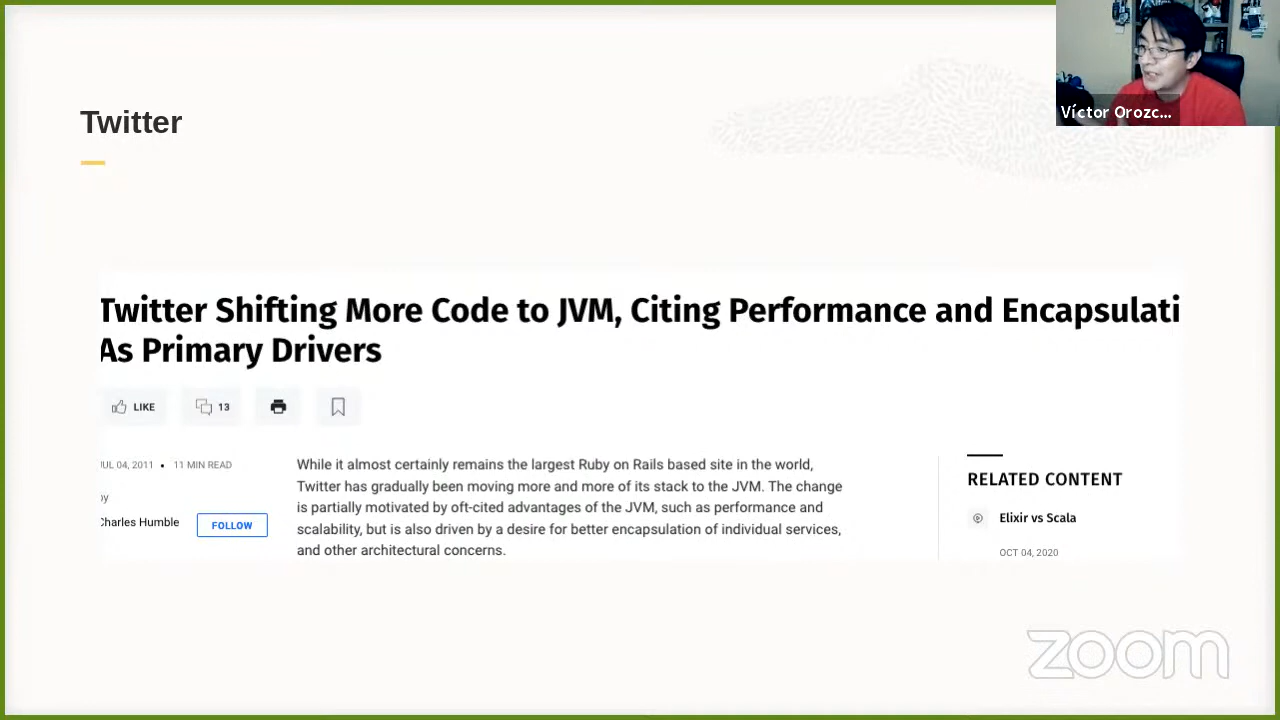 Twitter
Víctor Orozc...
Twitter Shifting More Code to JVM, Citing Performance and Encapsulati
As Primary Drivers
LIKE
13
JUL 04, 2011 • 11 MIN READ
by
Charles Humble
FOLLOW
While it almost certainly remains the largest Ruby on Rails based site in the world,
Twitter has gradually been moving more and more of its stack to the JVM. The change
is partially motivated by oft-cited advantages of the JVM, such as performance and
scalability, but is also driven by a desire for better encapsulation of individual services,
and other architectural concerns.
RELATED CONTENT
Elixir vs Scala
OCT 04, 2020
zoom